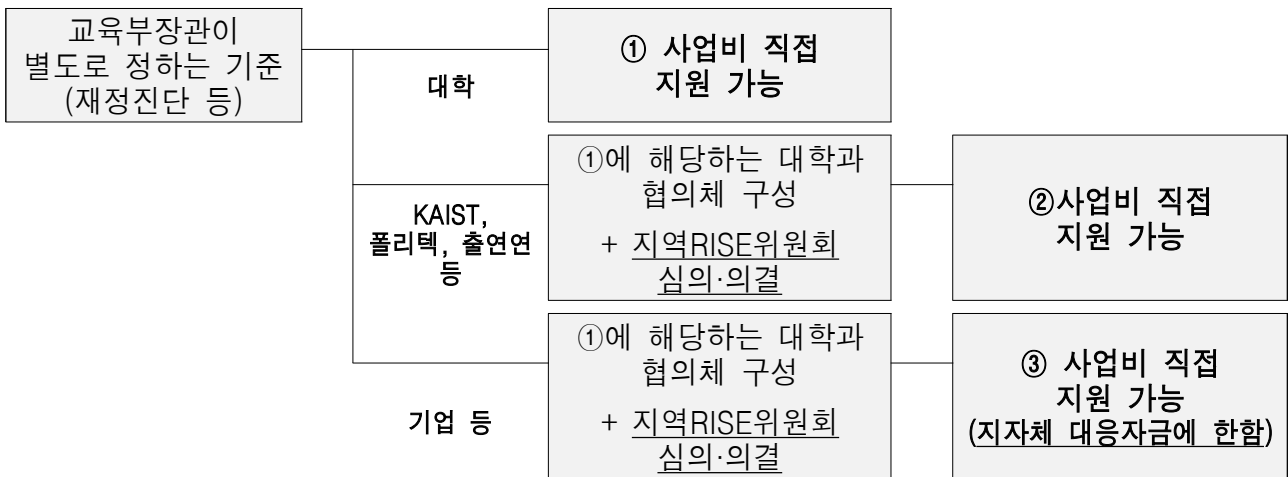 교육부장관이
별도로 정하는 기준
(재정진단 등)
대학
① 사업비 직접
지원 가능
KAIST,
폴리텍, 출연연
등
①에 해당하는 대학과
협의체 구성
+ 지역RISE위원회
심의·의결
②사업비 직접
지원 가능
기업 등
①에 해당하는 대학과
협의체 구성
+ 지역RISE위원회
심의·의결
③ 사업비 직접
지원 가능
(지자체 대응자금에 한함)